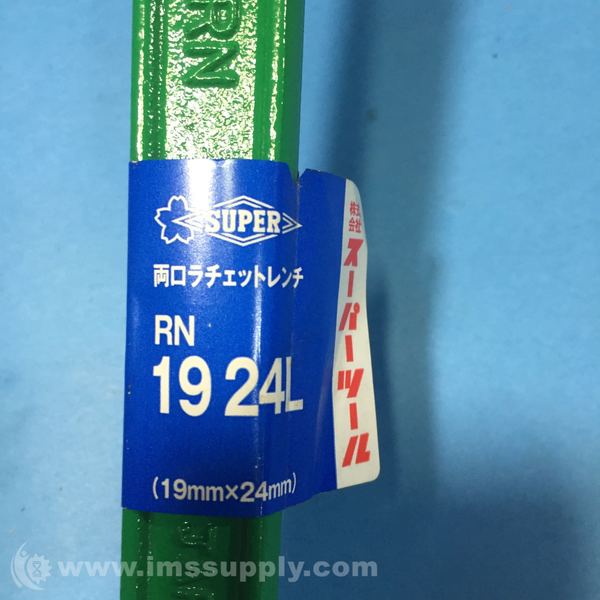 RN
SUPER
両口ラチェットレンチ
RN
19 24L
(19mm×24mm)
株式
会社
スーパーツール
www.imssupply.com